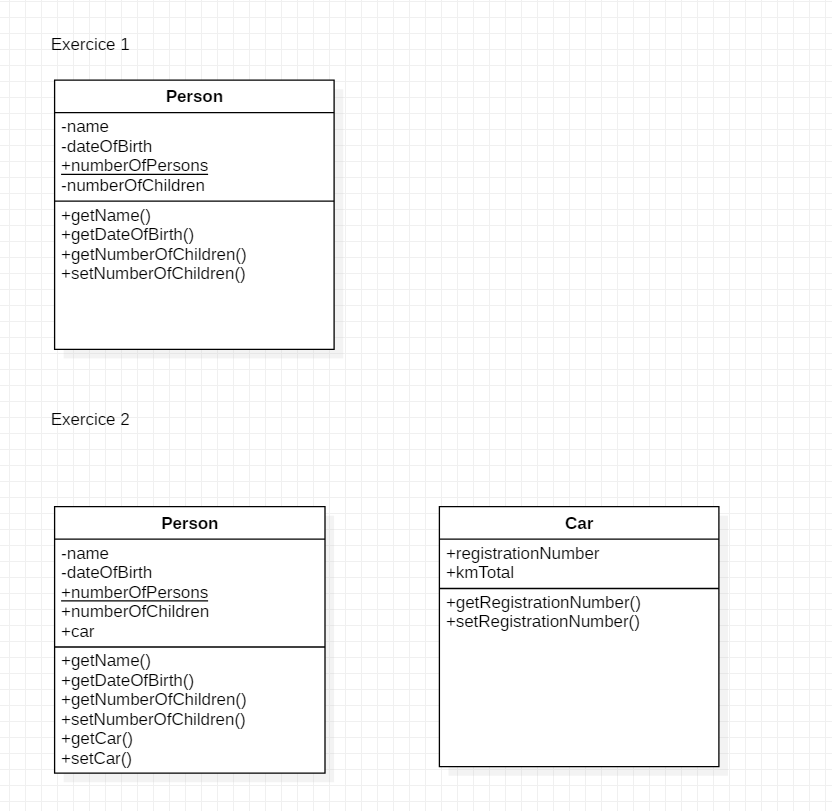 Exercice 1
Person
-name
-dateOfBirth
+numberOfPersons
-numberOfChildren
+getName()
+getDateOfBirth()
+getNumberOfChildren()
+setNumberOfChildren()
Exercice 2
Person
-name
-dateOfBirth
+numberOfPersons
+numberOfChildren
+car
+getName()
+getDateOfBirth()
+getNumberOfChildren()
+setNumberOfChildren()
+getCar()
+setCar()
Car
+registrationNumber
+kmTotal
+getRegistrationNumber()
+setRegistrationNumber()